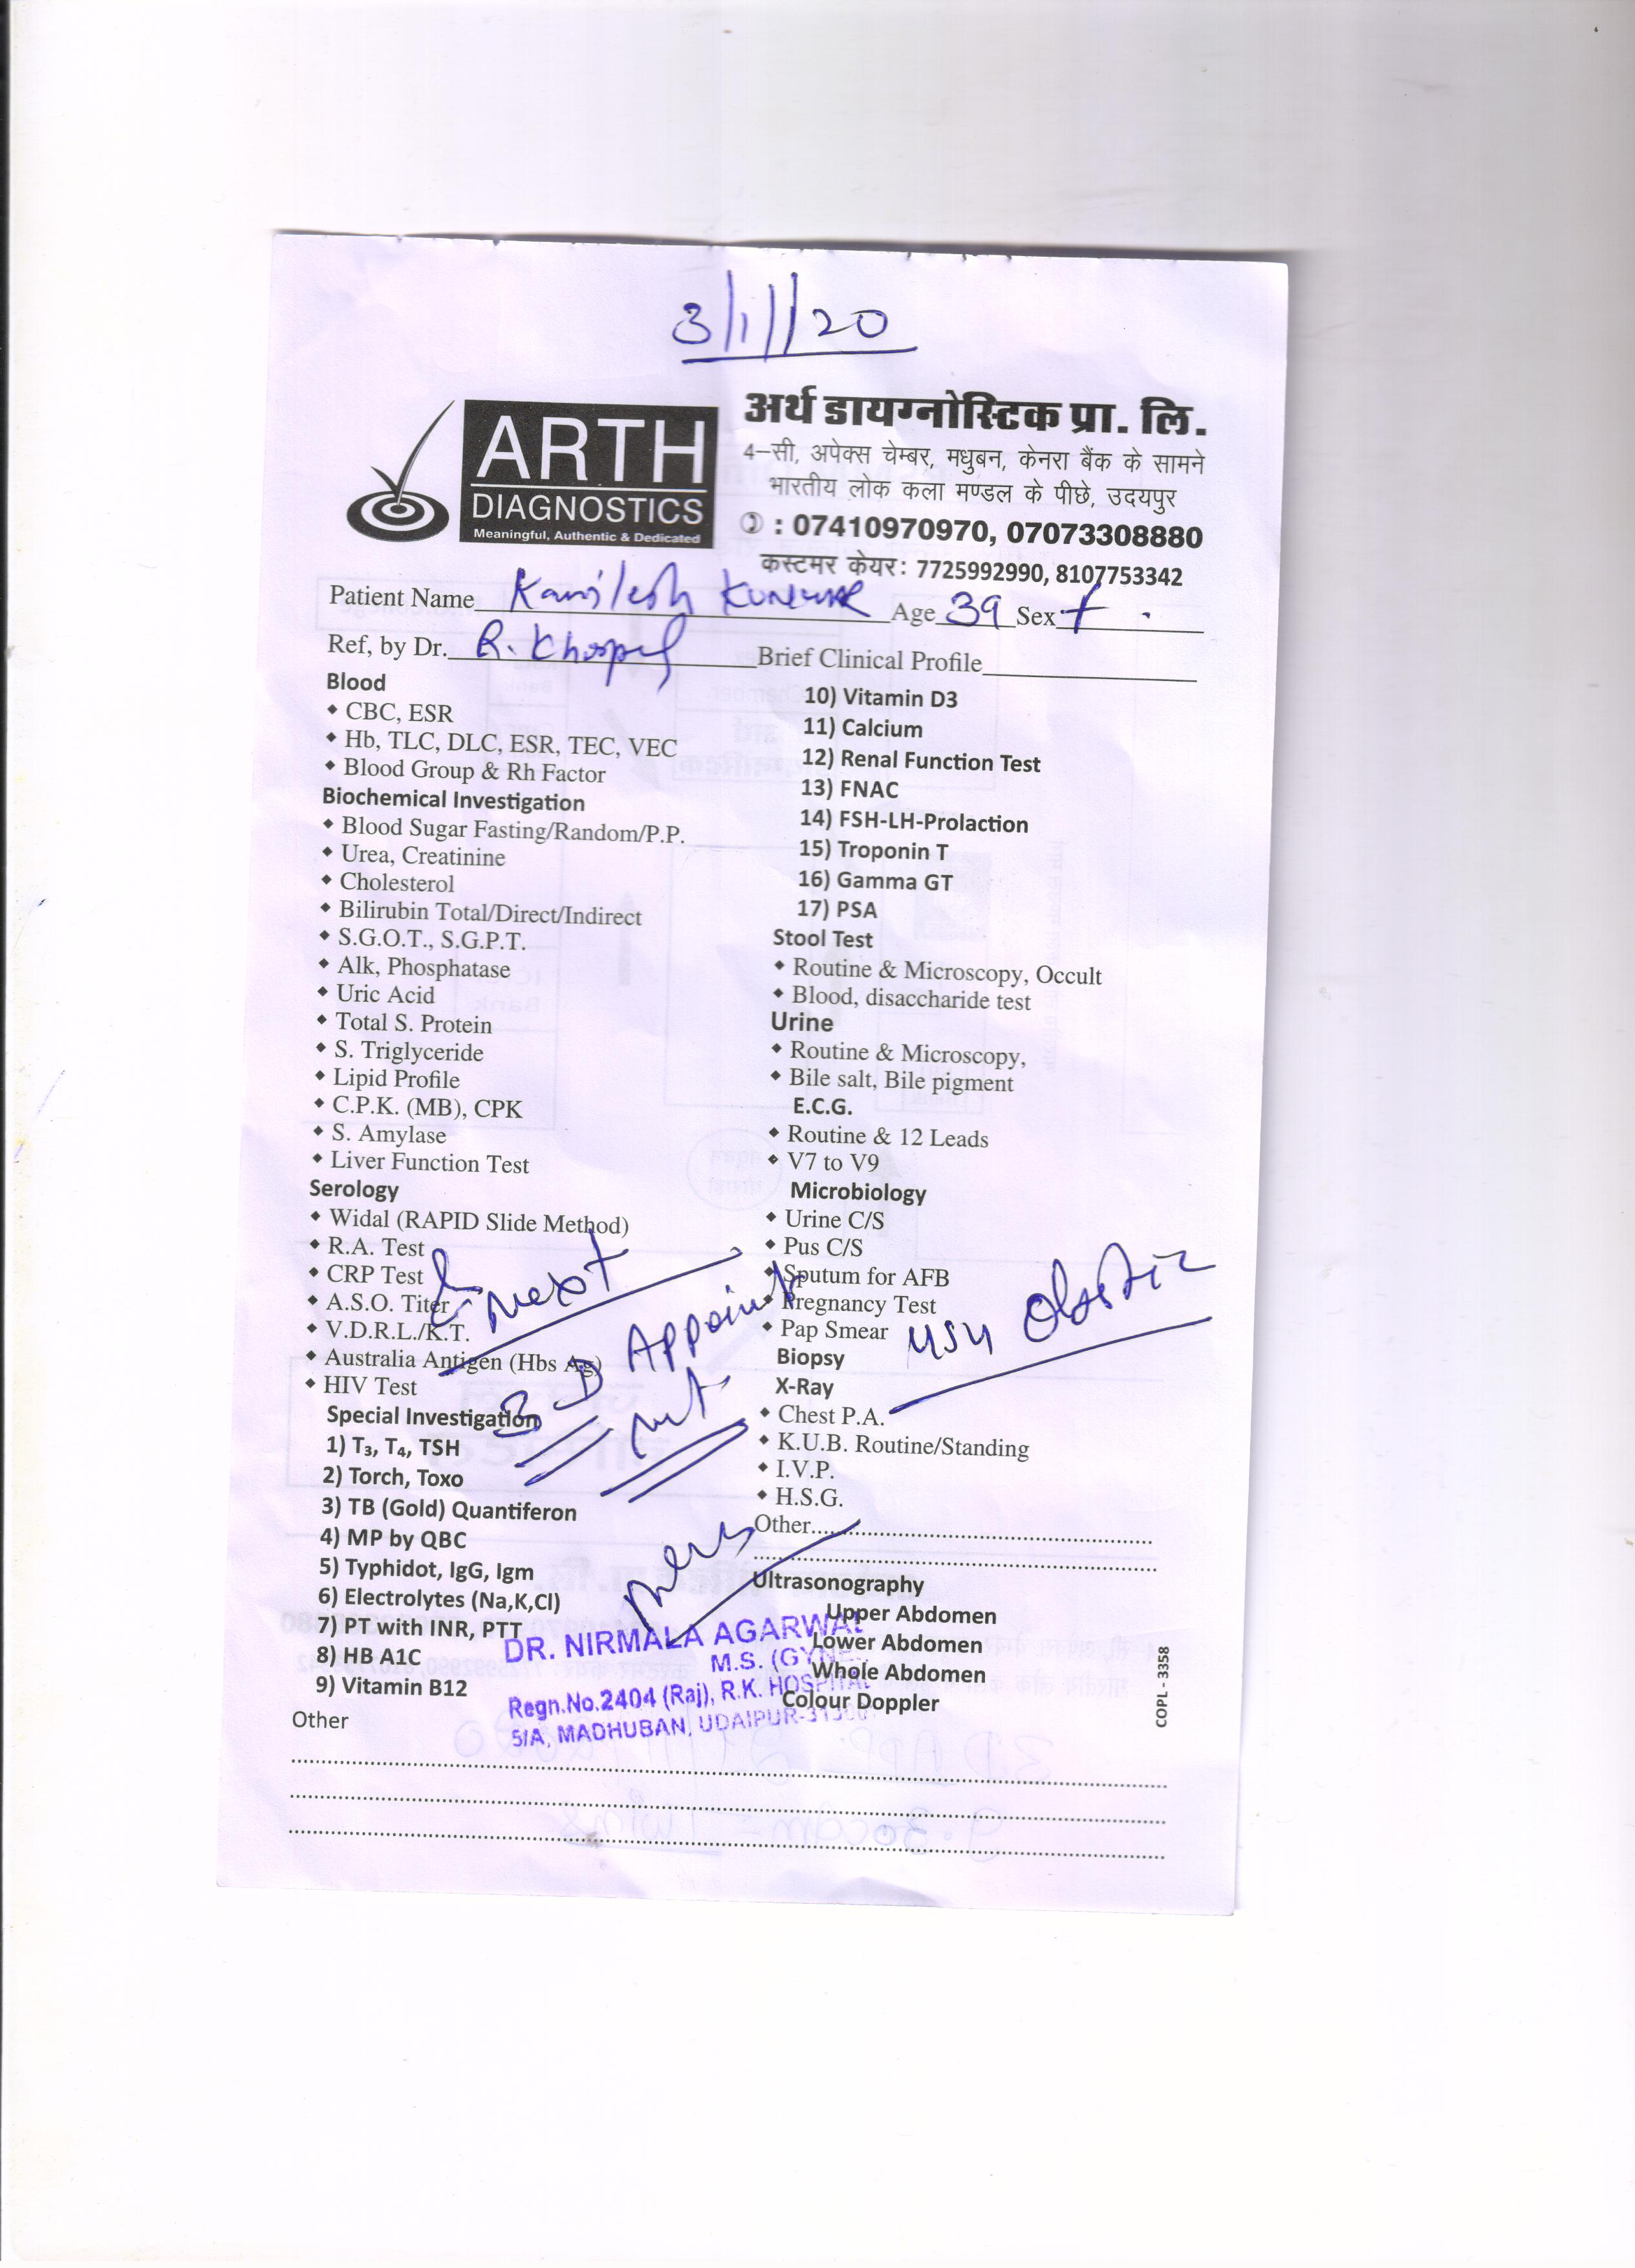 3/1/20
ARTH
DIAGNOSTICS
Meaningful, Authentic & Dedicated
अर्थ डायग्नोस्टिक प्रा. लि.
4–सी, अपेक्स चेम्बर, मधुबन, केनरा बैंक के सामने
भारतीय लोक कला मण्डल के पीछे, उदयपुर
: 07410970970, 07073308880
कस्टमर केयर: 7725992990, 8107753342
Patient Name Age 39 Sex f
Ref, by Dr. R. Brief Clinical Profile
Blood
CBC, ESR
Hb, TLC, DLC, ESR, TEC, VEC
Blood Group & Rh Factor
Biochemical Investigation
Blood Sugar Fasting/Random/P.P.
Urea, Creatinine
Cholesterol
Bilirubin Total/Direct/Indirect
S.G.O.T., S.G.P.T.
Alk, Phosphatase
Uric Acid
Total S. Protein
S. Triglyceride
Lipid Profile
C.P.K. (MB), CPK
S. Amylase
Liver Function Test
Serology
Widal (RAPID Slide Method)
R.A. Test
CRP Test
A.S.O. Titer
V.D.R.L./K.T.
Australia Antigen (Hbs Ag)
HIV Test
Special Investigation
1) T₃, T₄, TSH
2) Torch, Toxo
3) TB (Gold) Quantiferon
4) MP by QBC
5) Typhidot, IgG, Igm
6) Electrolytes (Na,K,Cl)
7) PT with INR, PTT
8) HB A1C
9) Vitamin B12
Other
10) Vitamin D3
11) Calcium
12) Renal Function Test
13) FNAC
14) FSH-LH-Prolaction
15) Troponin T
16) Gamma GT
17) PSA
Stool Test
Routine & Microscopy, Occult
Blood, disaccharide test
Urine
Routine & Microscopy,
Bile salt, Bile pigment
E.C.G.
Routine & 12 Leads
V7 to V9
Microbiology
Urine C/S
Pus C/S
Sputum for AFB
Pregnancy Test
Pap Smear
Biopsy
X-Ray
Chest P.A.
K.U.B. Routine/Standing
I.V.P.
H.S.G.
Other
Ultrasonography
Upper Abdomen
Lower Abdomen
Whole Abdomen
Colour Doppler
COPL - 3358
next
3 D Appoint
DR. NIRMALA AGARWAL
M.S. (GYNE
Regn.No.2404 (Raj), R.K. HOSPITAL
5/A, MADHUBAN, UDAIPUR-31300